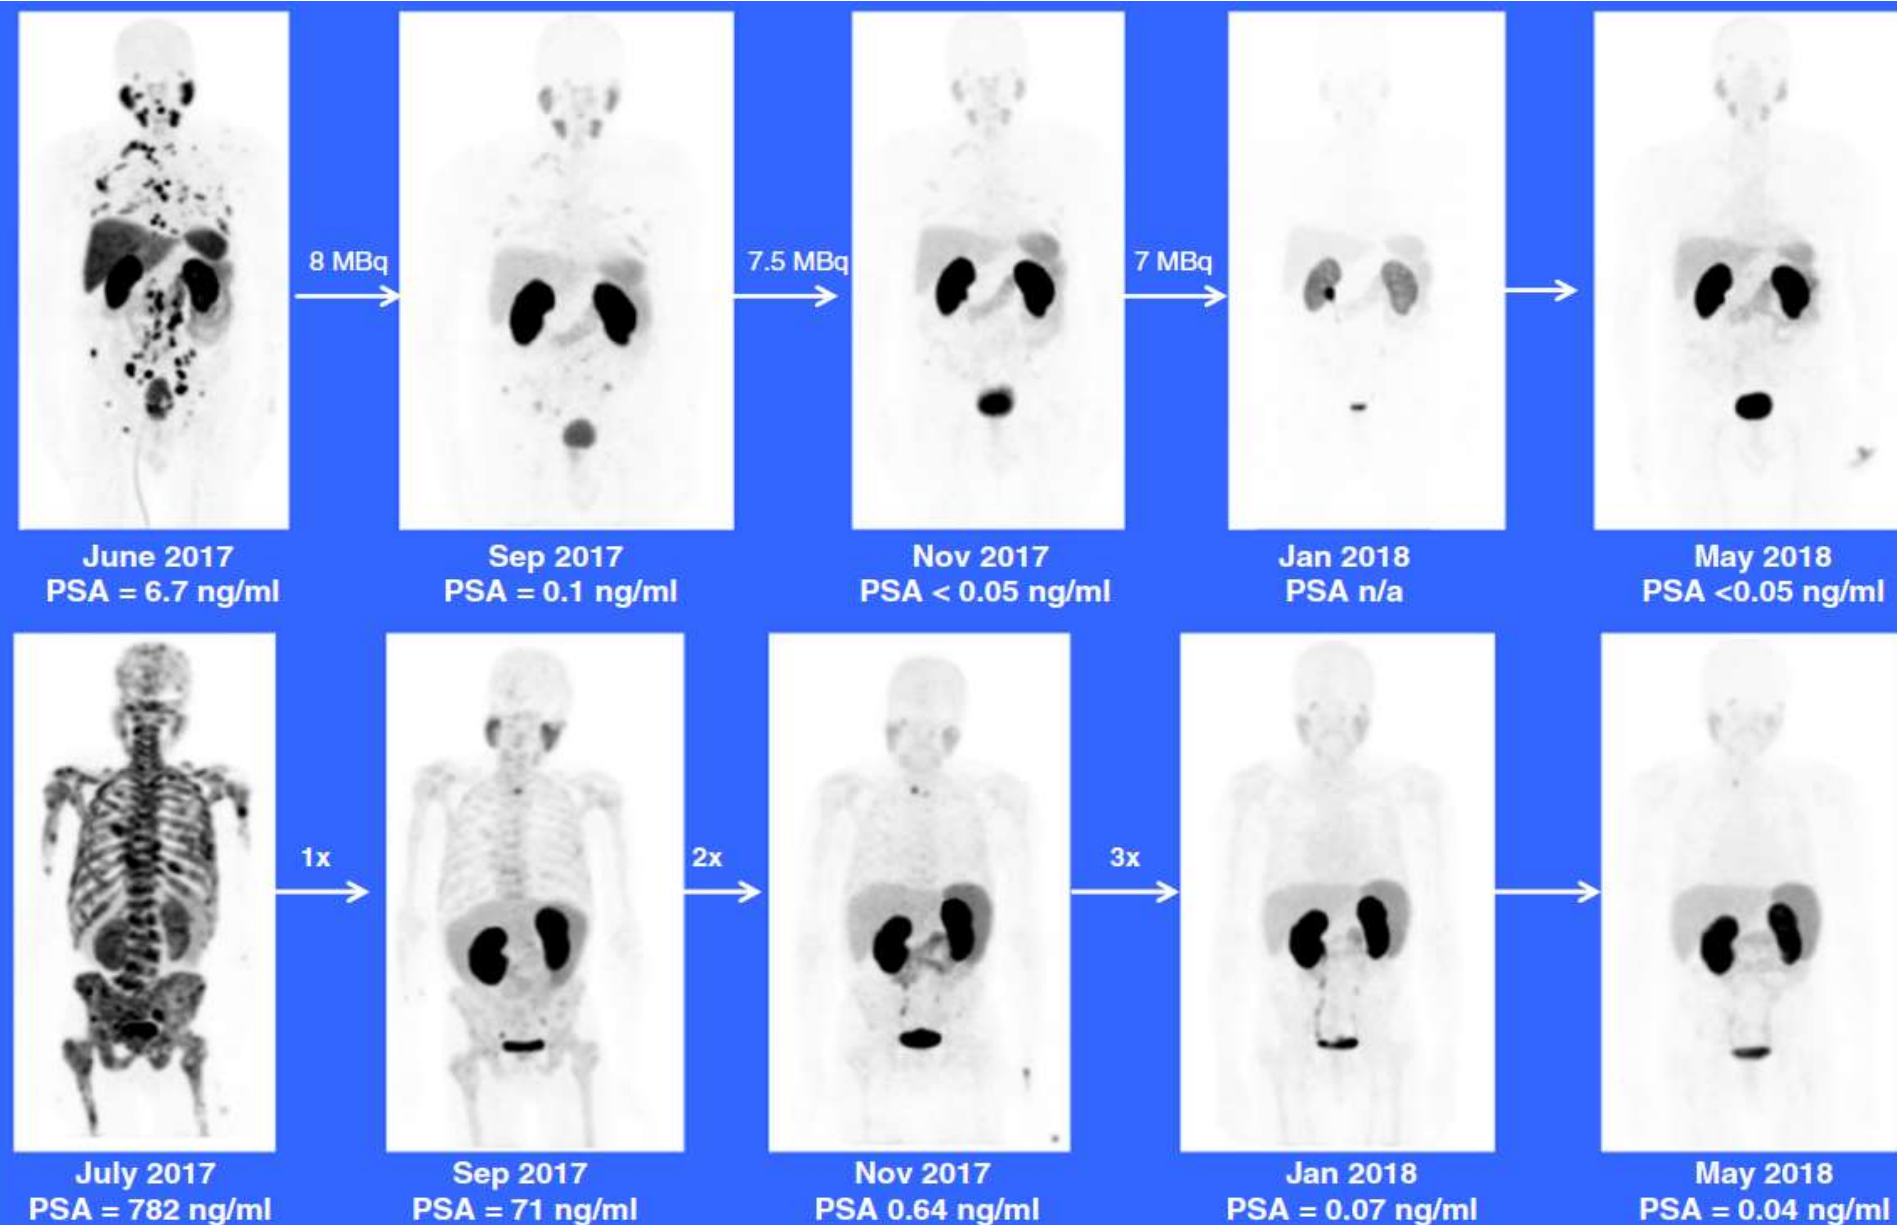 8 MBq
7.5 MBq
7 MBq
June 2017
PSA = 6.7 ng/ml
Sep 2017
PSA = 0.1 ng/ml
Nov 2017
PSA < 0.05 ng/ml
Jan 2018
PSA n/a
May 2018
PSA <0.05 ng/ml
1x
2x
3x
July 2017
PSA = 782 ng/ml
Sep 2017
PSA = 71 ng/ml
Nov 2017
PSA 0.64 ng/ml
Jan 2018
PSA = 0.07 ng/ml
May 2018
PSA = 0.04 ng/ml